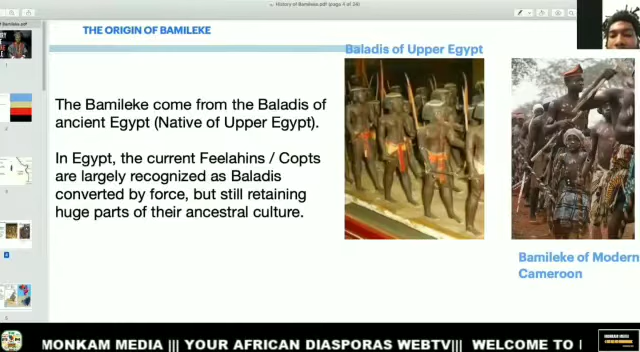 History of Bamileke.pdf (page 4 of 24)
THE ORIGIN OF BAMILEKE
Baladis of Upper Egypt
The Bamileke come from the Baladis of
ancient Egypt (Native of Upper Egypt).
In Egypt, the current Feelahins / Copts
are largely recognized as Baladis
converted by force, but still retaining
huge parts of their ancestral culture.
Bamileke of Modern
Cameroon
MONKAM MEDIA ||| YOUR AFRICAN DIASPORAS WEBTV||| WELCOME TO